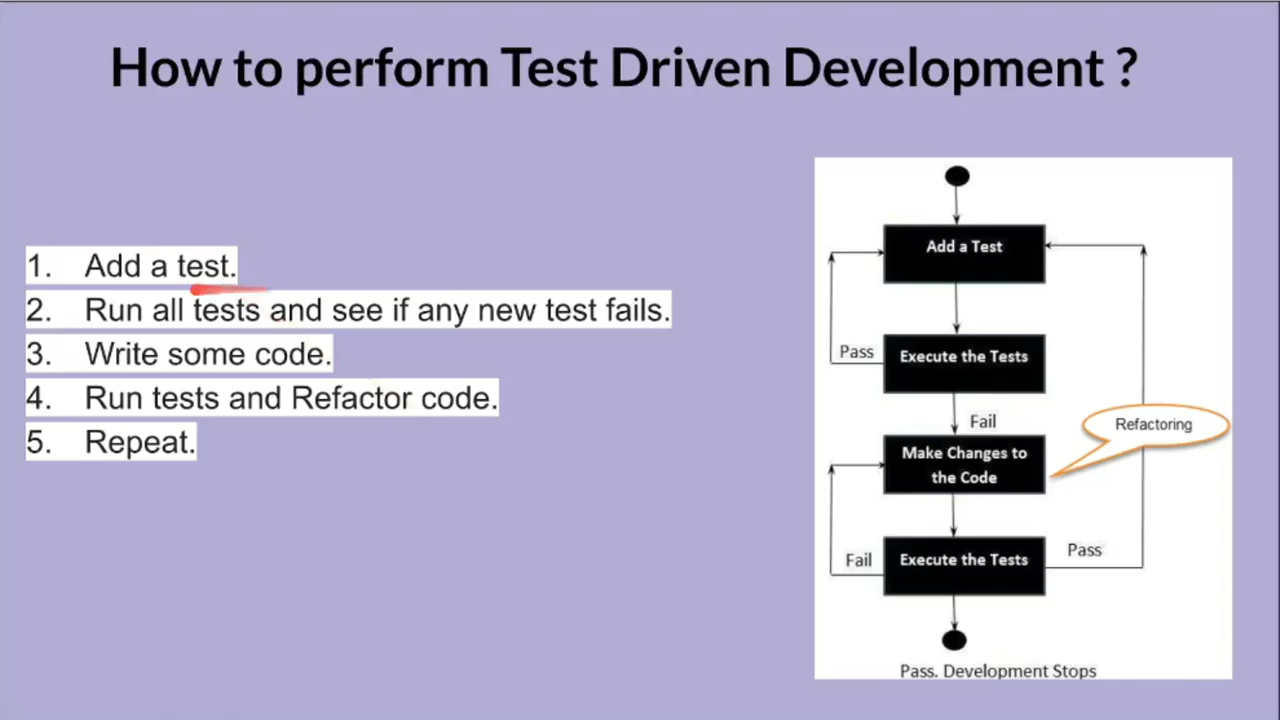 How to perform Test Driven Development ?
1. Add a test.
2. Run all tests and see if any new test fails.
3. Write some code.
4. Run tests and Refactor code.
5. Repeat.
Add a Test
Pass
Execute the Tests
Fail
Refactoring
Make Changes to
the Code
Fail
Execute the Tests
Pass
Pass. Development Stops